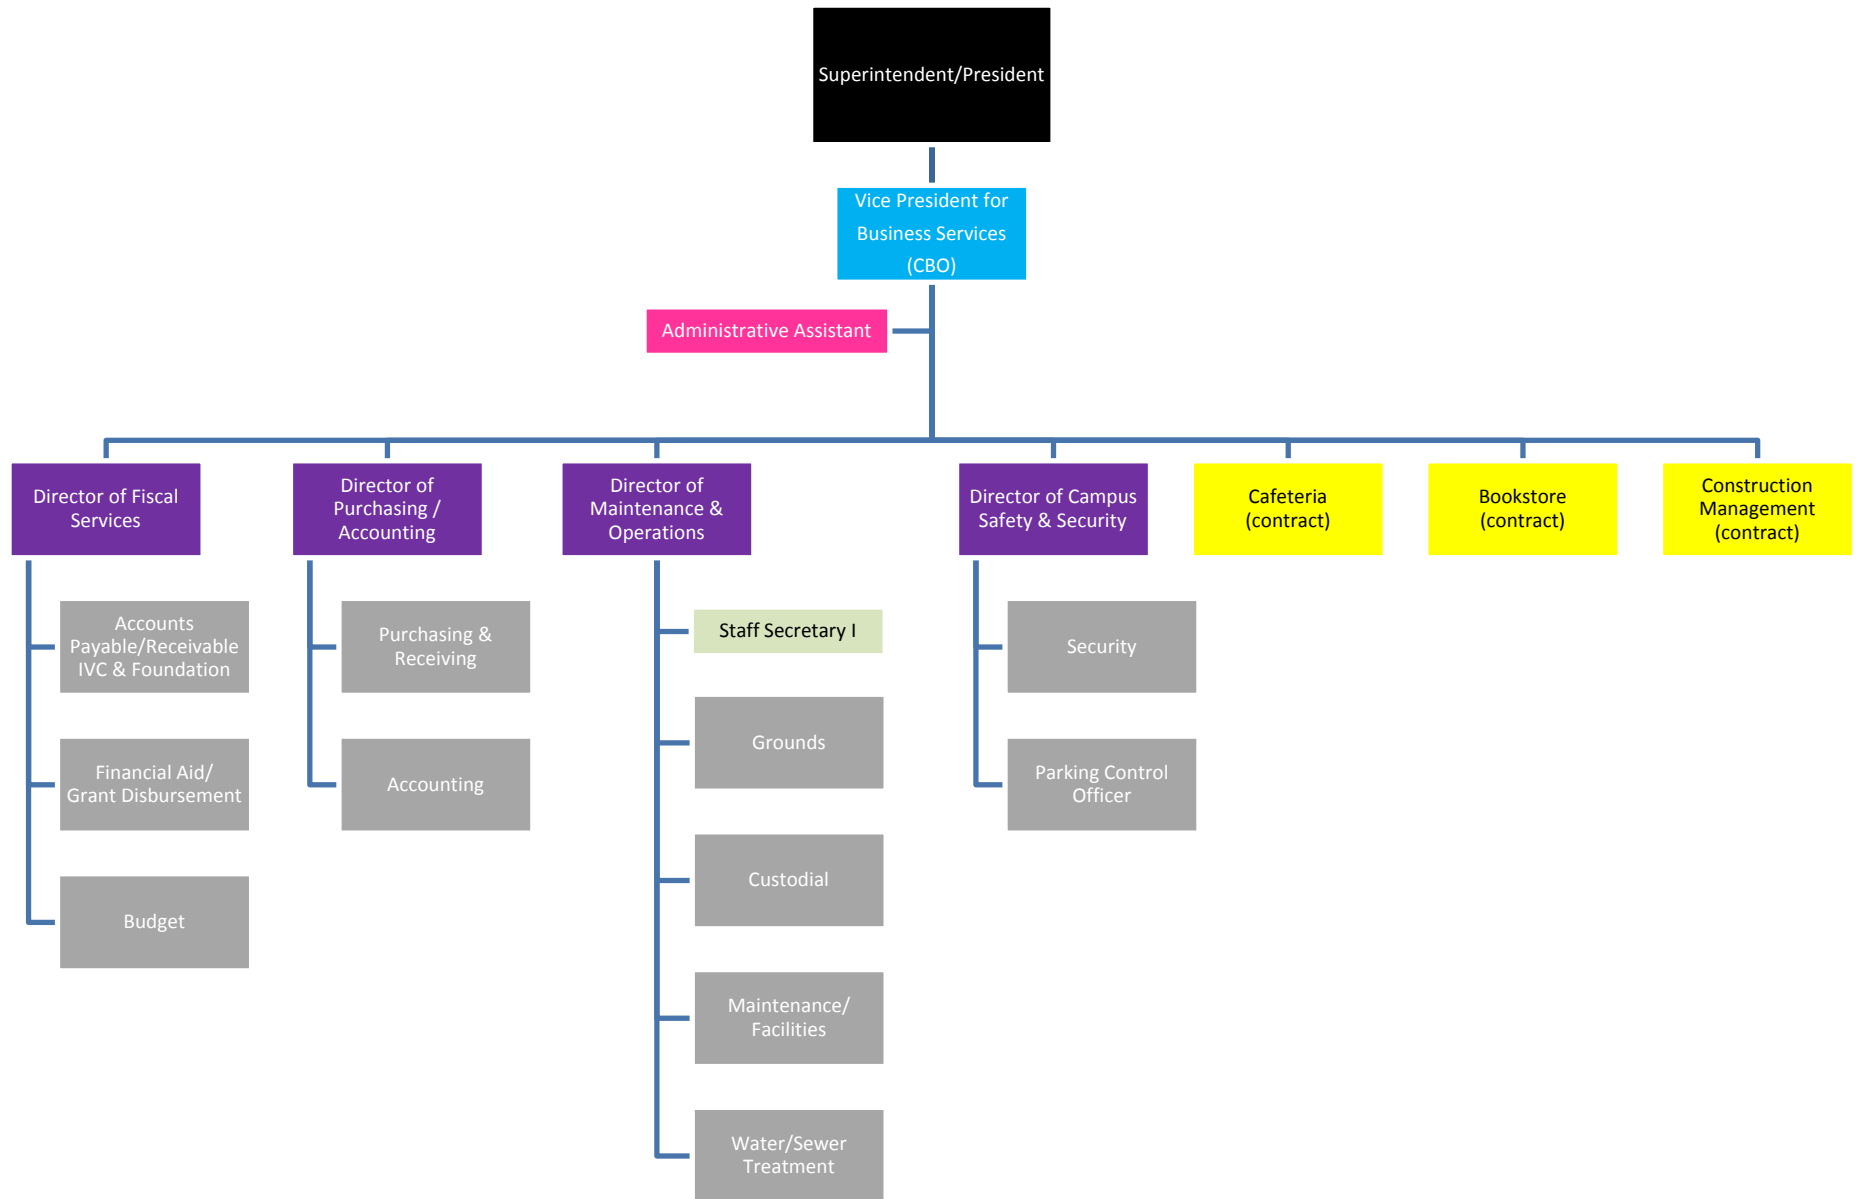 Superintendent/President
Vice President for
Business Services
(CBO)
Administrative Assistant
Director of Fiscal
Services
Director of
Purchasing /
Accounting
Director of
Maintenance &
Operations
Director of Campus
Safety & Security
Cafeteria
(contract)
Bookstore
(contract)
Construction
Management
(contract)
Accounts
Payable/Receivable
IVC & Foundation
Financial Aid/
Grant Disbursement
Budget
Purchasing &
Receiving
Accounting
Staff Secretary I
Grounds
Custodial
Maintenance/
Facilities
Water/Sewer
Treatment
Security
Parking Control
Officer